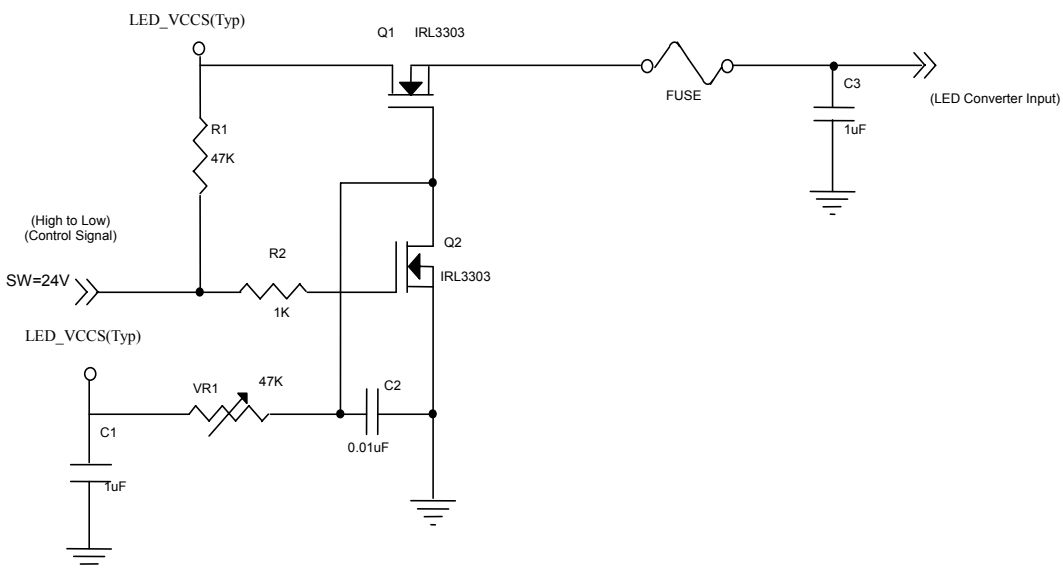 LED_VCCS(Typ)
Q1 IRL3303
R1
47K
FUSE
C3
1uF
(LED Converter Input)
(High to Low)
(Control Signal)
SW=24V
R2
1K
Q2
IRL3303
LED_VCCS(Typ)
VR1
47K
C2
0.01uF
C1
1uF